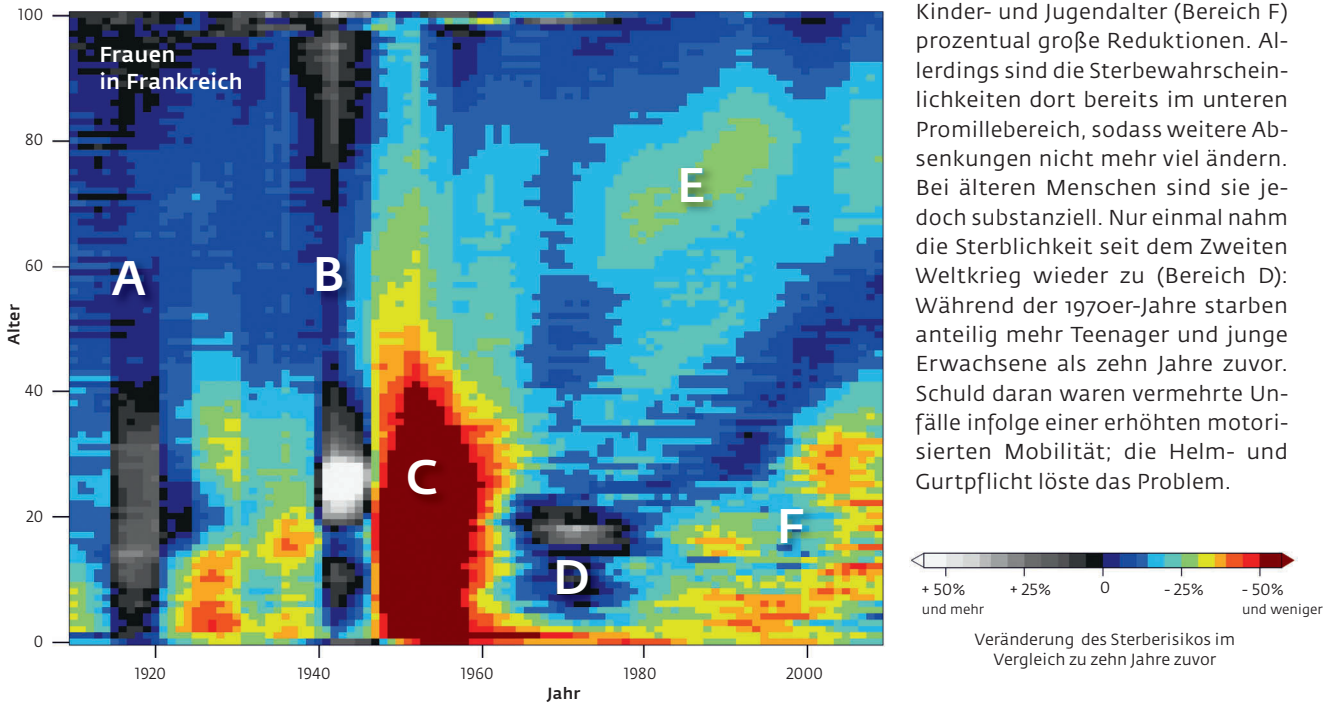 Frauen
in Frankreich
Alter
100
80
60
40
20
0
A
B
C
D
E
F
1920
1940
1960
1980
2000
Jahr
Kinder- und Jugendalter (Bereich F)
prozentual große Reduktionen. Al-
lerdings sind die Sterbewahrschein-
lichkeiten dort bereits im unteren
Promillebereich, sodass weitere Ab-
senkungen nicht mehr viel ändern.
Bei älteren Menschen sind sie je-
doch substanziell. Nur einmal nahm
die Sterblichkeit seit dem Zweiten
Weltkrieg wieder zu (Bereich D):
Während der 1970er-Jahre starben
anteilig mehr Teenager und junge
Erwachsene als zehn Jahre zuvor.
Schuld daran waren vermehrte Un-
fälle infolge einer erhöhten motori-
sierten Mobilität; die Helm- und
Gurtpflicht löste das Problem.
+ 50% +25% 0 -25% - 50%
und mehr und weniger
Veränderung des Sterberisikos im
Vergleich zu zehn Jahre zuvor